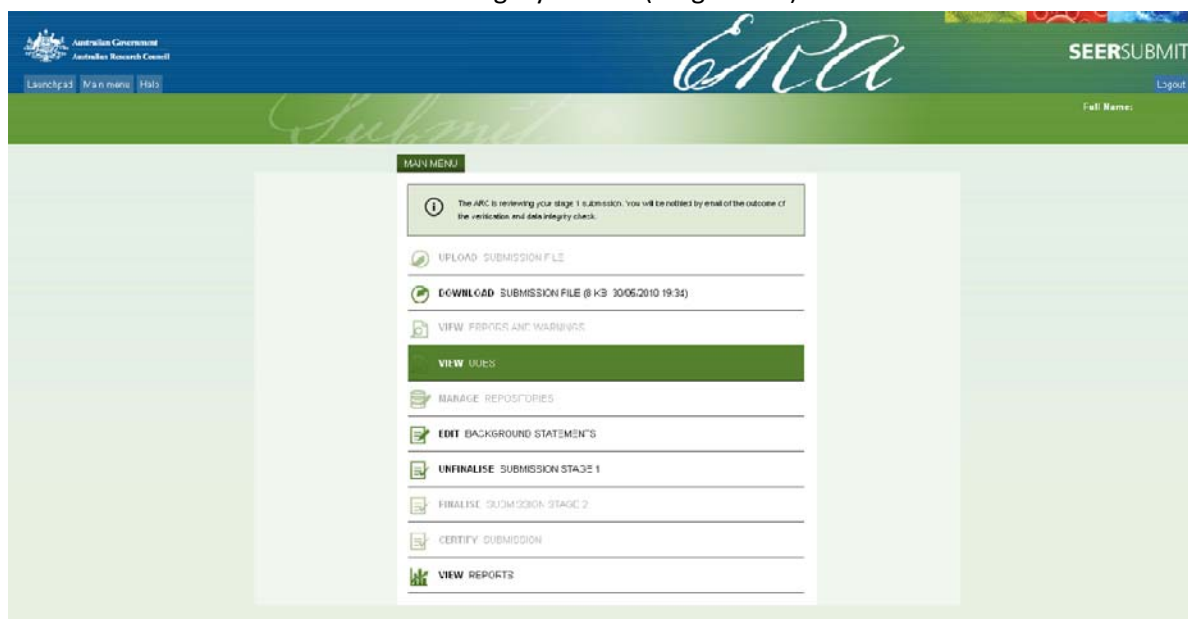 Australian Government
Australian Research Council
ERA
SEERSUBMIT
Launchpad Main menu Help
Logout
Submit
Full Name:
MAIN MENU
The ARC is reviewing your stage 1 submission. You will be notified by email of the outcome of
the verification and data integrity check.
UPLOAD SUBMISSION FILE
DOWNLOAD SUBMISSION FILE (8 KB 30/05/2010 19:34)
VIEW ERRORS AND WARNINGS
VIEW UOES
MANAGE REPOSITORIES
EDIT BACKGROUND STATEMENTS
UNFINALISE SUBMISSION STAGE 1
FINALISE SUBMISSION STAGE 2
CERTIFY SUBMISSION
VIEW REPORTS